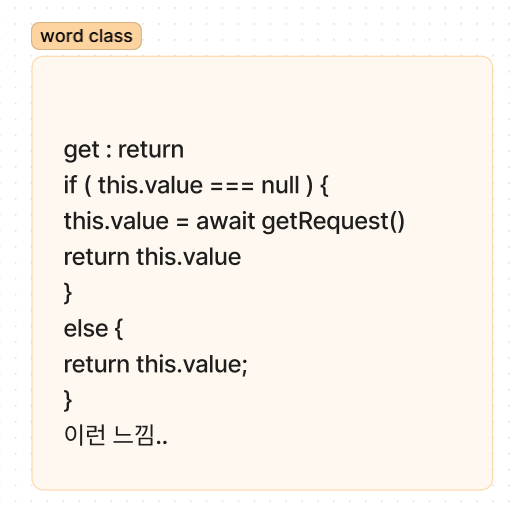 word class
get : return
if ( this.value === null ) {
this.value = await getRequest()
return this.value
}
else {
return this.value;
}
이런 느낌..